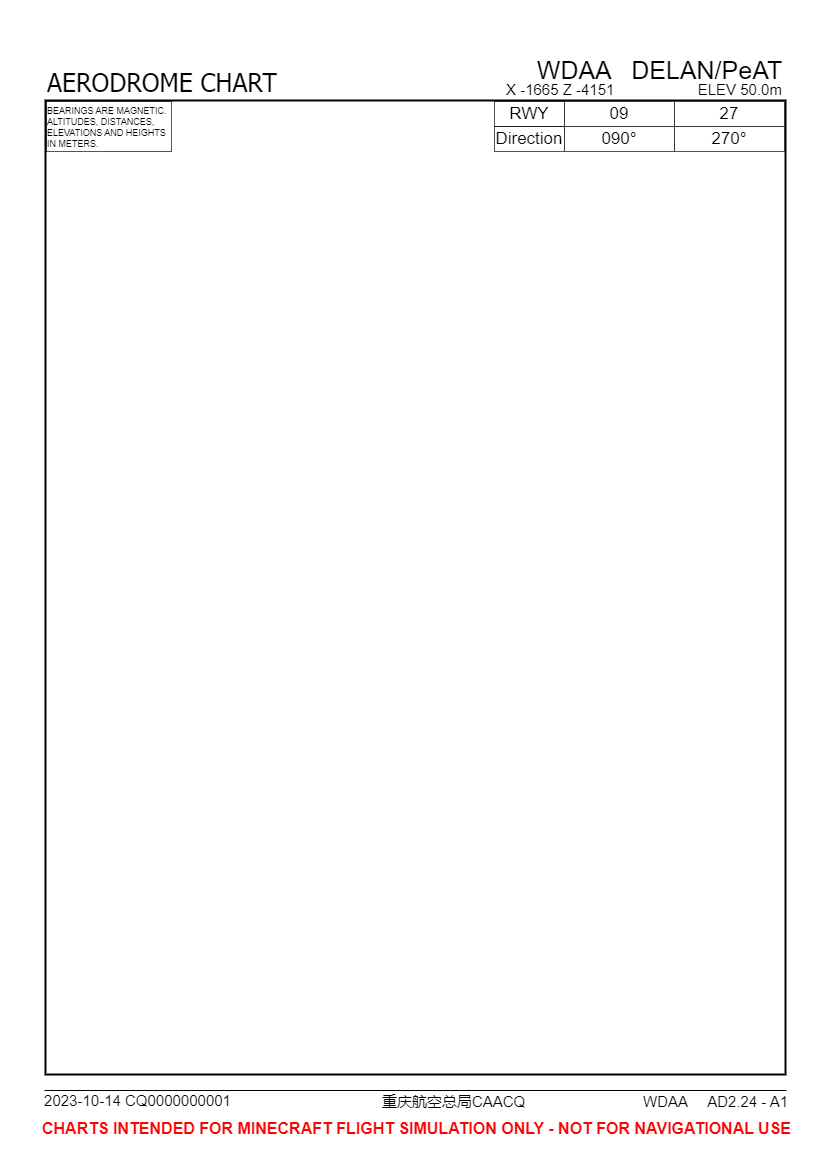 AERODROME CHART
WDAA DELAN/PeAT
X -1665 Z -4151 ELEV 50.0m
BEARINGS ARE MAGNETIC.
ALTITUDES, DISTANCES,
ELEVATIONS AND HEIGHTS
IN METERS.
RWY 09 27
Direction 090° 270°
2023-10-14 CQ0000000001 重庆航空总局CAACQ WDAA AD2.24 - A1
CHARTS INTENDED FOR MINECRAFT FLIGHT SIMULATION ONLY - NOT FOR NAVIGATIONAL USE